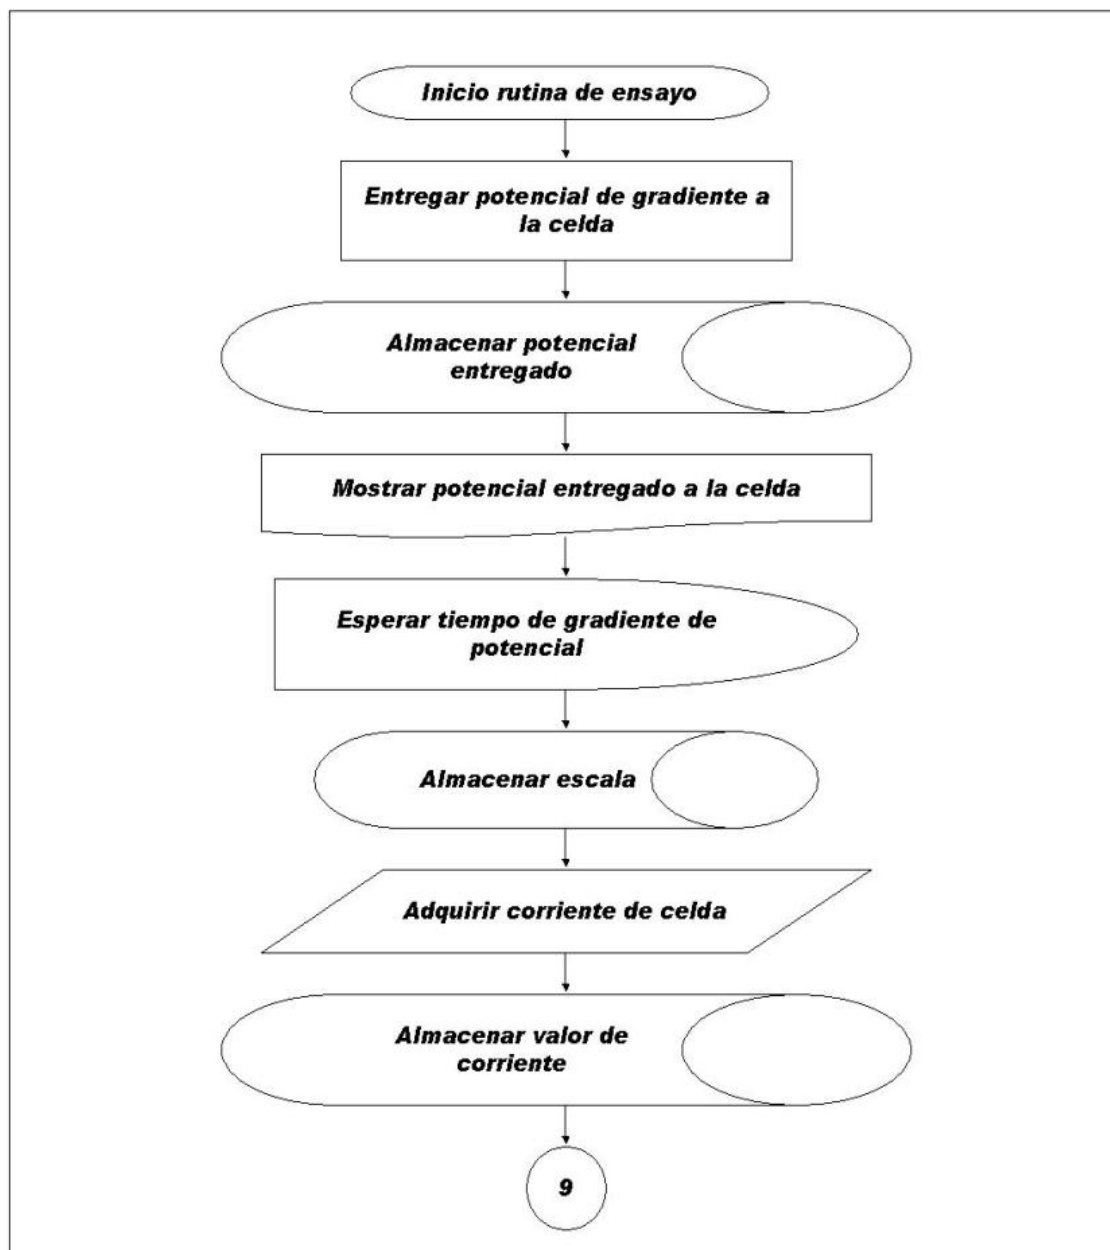 Inicio rutina de ensayo
Entregar potencial de gradiente a
la celda
Almacenar potencial
entregado
Mostrar potencial entregado a la celda
Esperar tiempo de gradiente de
potencial
Almacenar escala
Adquirir corriente de celda
Almacenar valor de
corriente
9